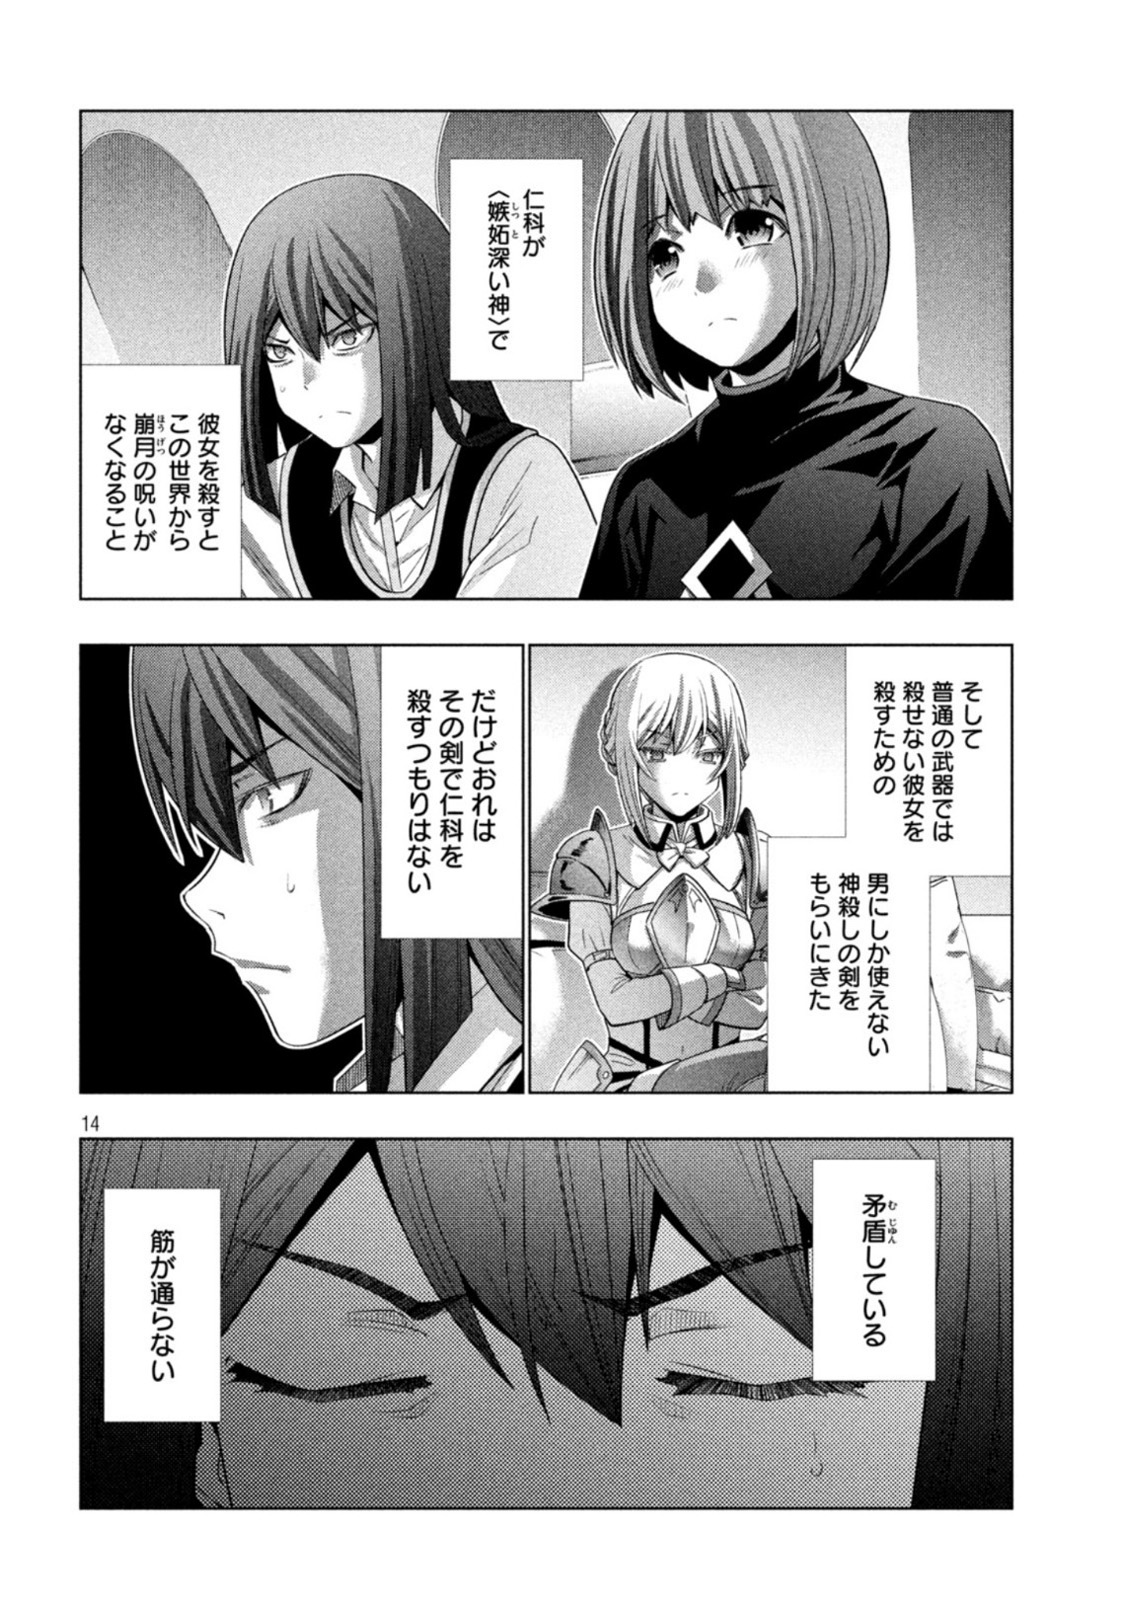 仁科が
〈嫉妬深い神〉で
彼女を殺すと
この世界から
崩月の呪いが
なくなること
そして
普通の武器では
殺せない彼女を
殺すための
男にしか使えない
神殺しの剣を
もらいにきた
だけどおれは
その剣で仁科を
殺すつもりはない
14
矛盾している
筋が通らない